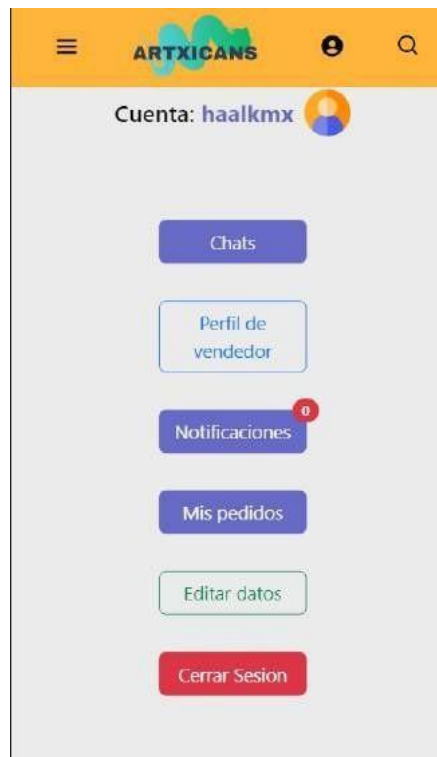 ARTXICANS
Cuenta: haalkmx
Chats
Perfil de
vendedor
0
Notificaciones
Mis pedidos
Editar datos
Cerrar Sesion